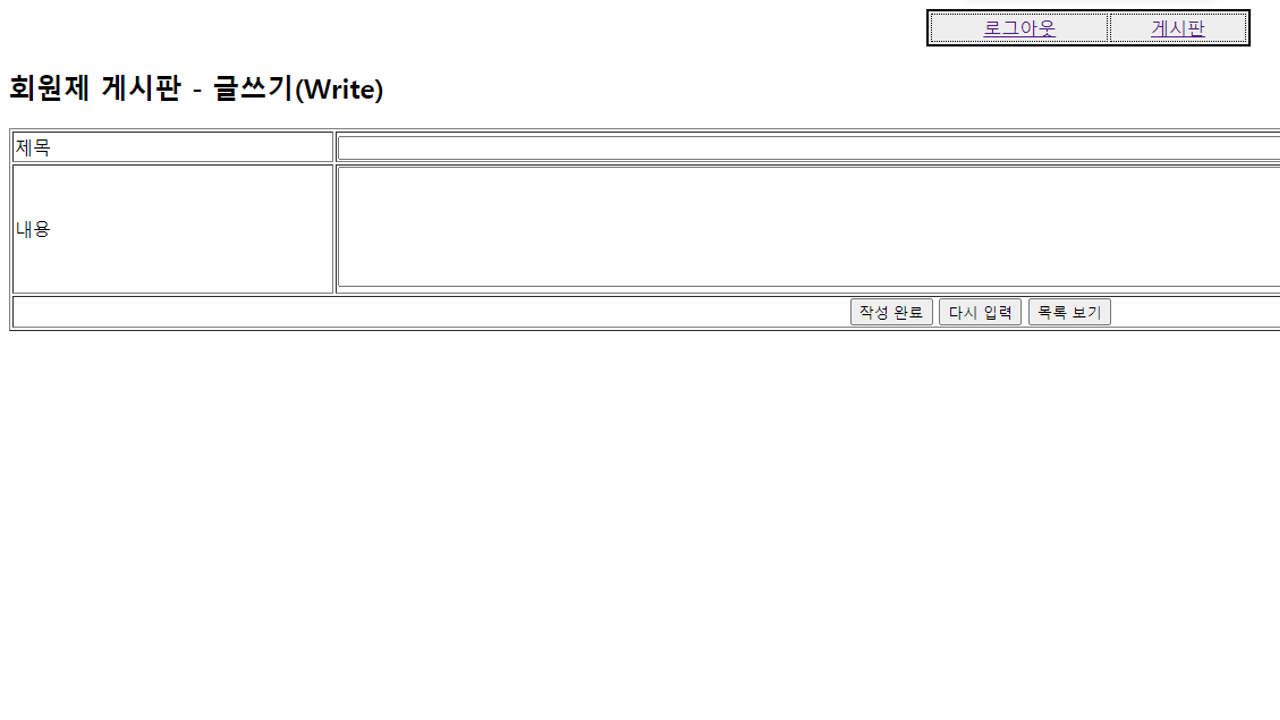 로그아웃 게시판
회원제 게시판 - 글쓰기(Write)
제목
내용
작성 완료 다시 입력 목록 보기